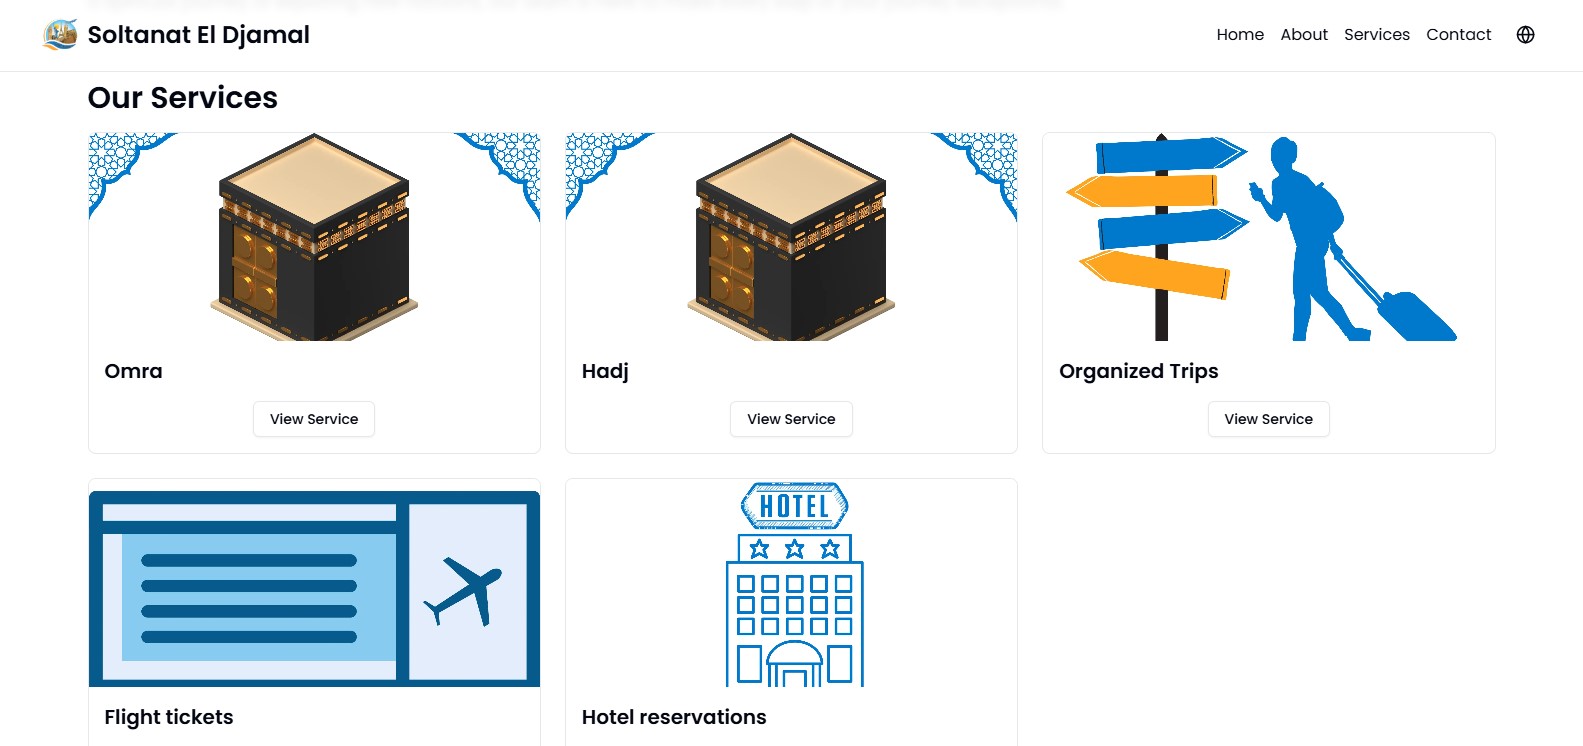 Soltanat El Djamal
Home About Services Contact
Our Services
Omra
View Service
Hadj
View Service
Organized Trips
View Service
Flight tickets
HOTEL
Hotel reservations